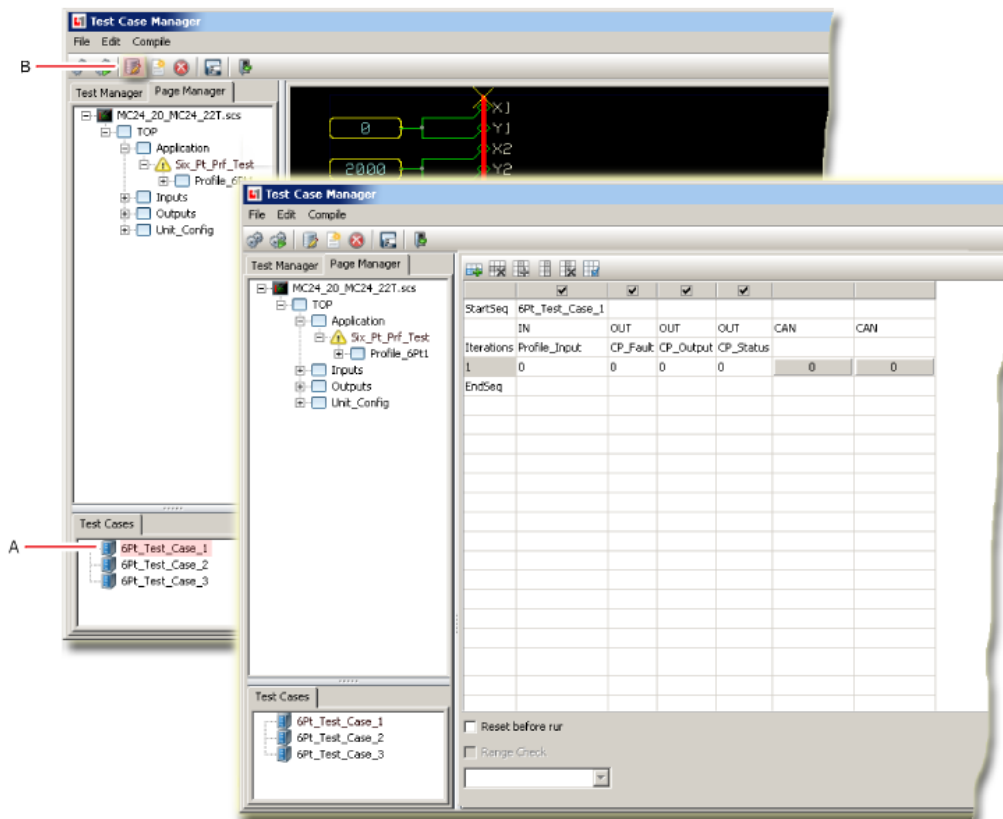 Test Case Manager
File Edit Compile
B
Test Manager Page Manager
MC24_20_MC24_22T.scs
TOP
Application
Six_Pt_Prf_Test
Inputs
Outputs
Unit_Config
0
2000
X1
Y1
X2
Y2
Test Cases
A
6Pt_Test_Case_1
6Pt_Test_Case_2
6Pt_Test_Case_3
Test Case Manager
File Edit Compile
Test Manager Page Manager
MC24_20_MC24_22T.scs
TOP
Application
Six_Pt_Prf_Test
Profile_6Pt1
Inputs
Outputs
Unit_Config
StartSeq 6Pt_Test_Case_1
IN OUT OUT OUT CAN CAN
Iterations Profile_Input CP_Fault CP_Output CP_Status
1 0 0 0 0 0 0
EndSeq
Test Cases
6Pt_Test_Case_1
6Pt_Test_Case_2
6Pt_Test_Case_3
Reset before rur
Range Check